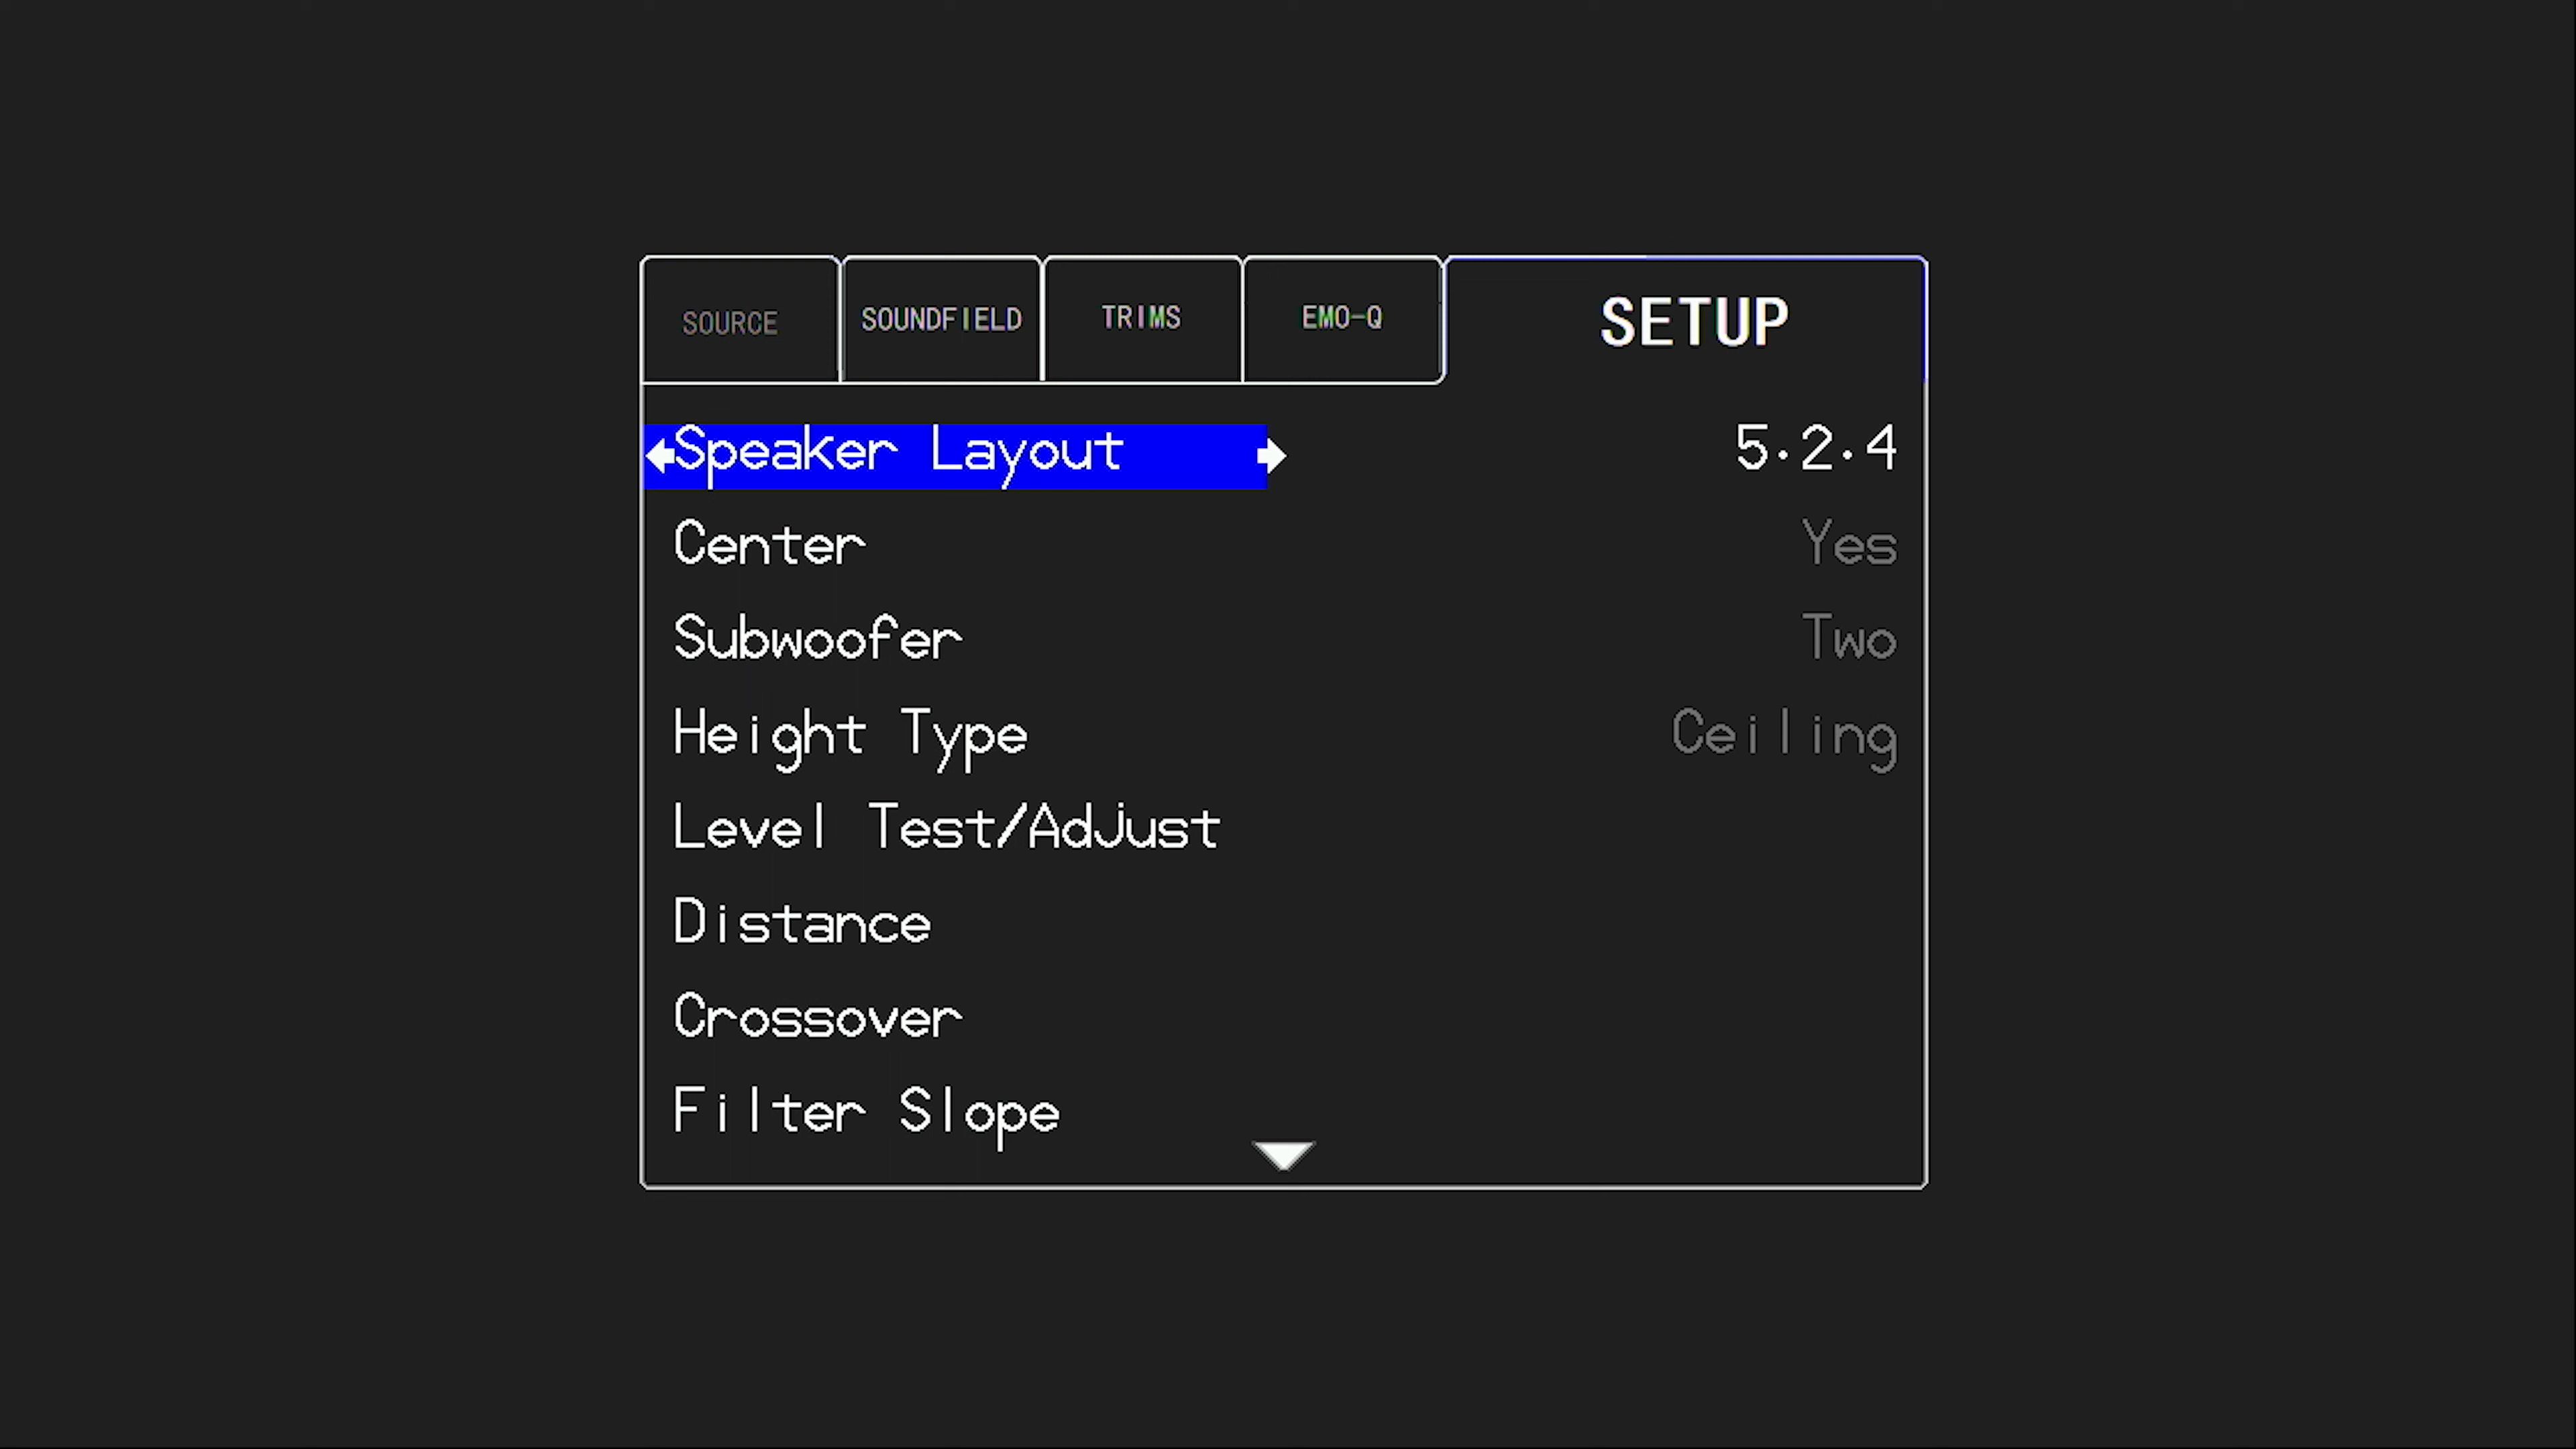 SOURCE SOUNDFIELD TRIMS EMO-Q SETUP
Speaker Layout 5.2.4
Center Yes
Subwoofer Two
Height Type Ceiling
Level Test/Adjust
Distance
Crossover
Filter Slope